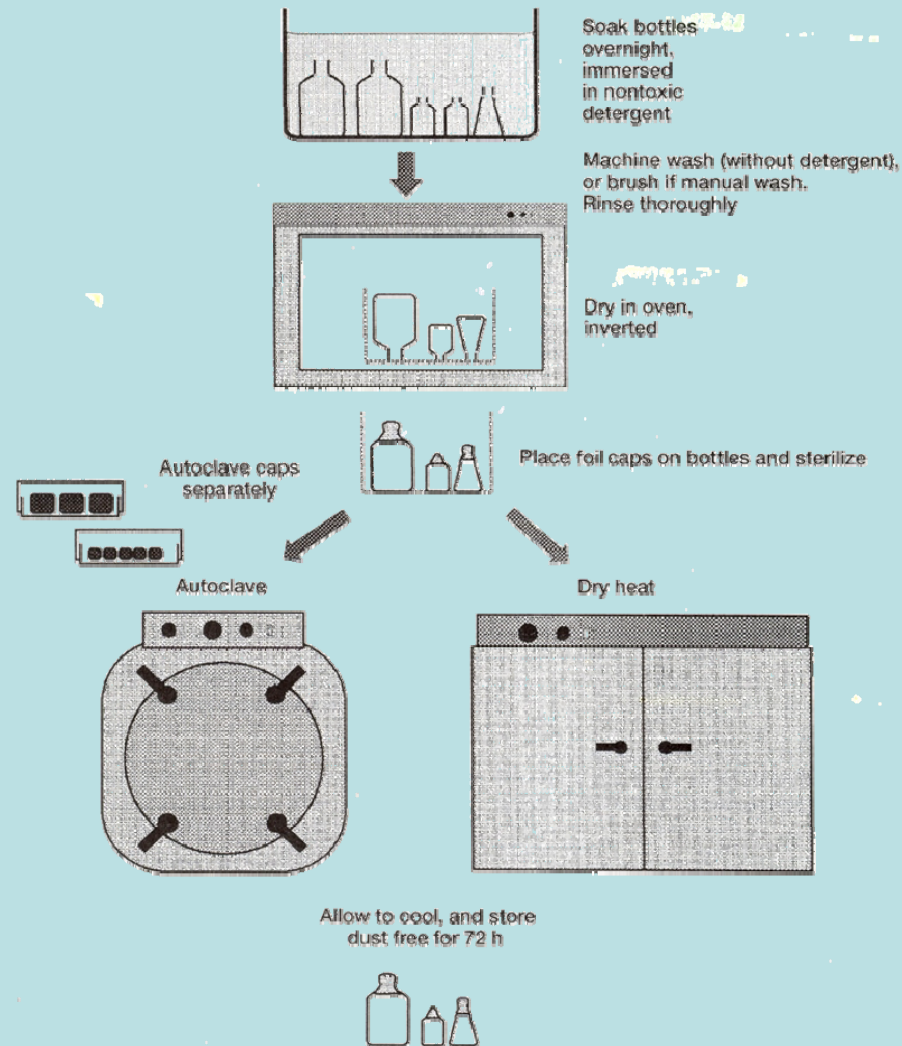 Soak bottles
overnight,
immersed
in nontoxic
detergent
Machine wash (without detergent),
or brush if manual wash.
Rinse thoroughly
Dry in oven,
inverted
Place foil caps on bottles and sterilize
Autoclave caps
separately
Autoclave
Dry heat
Allow to cool, and store
dust free for 72 h